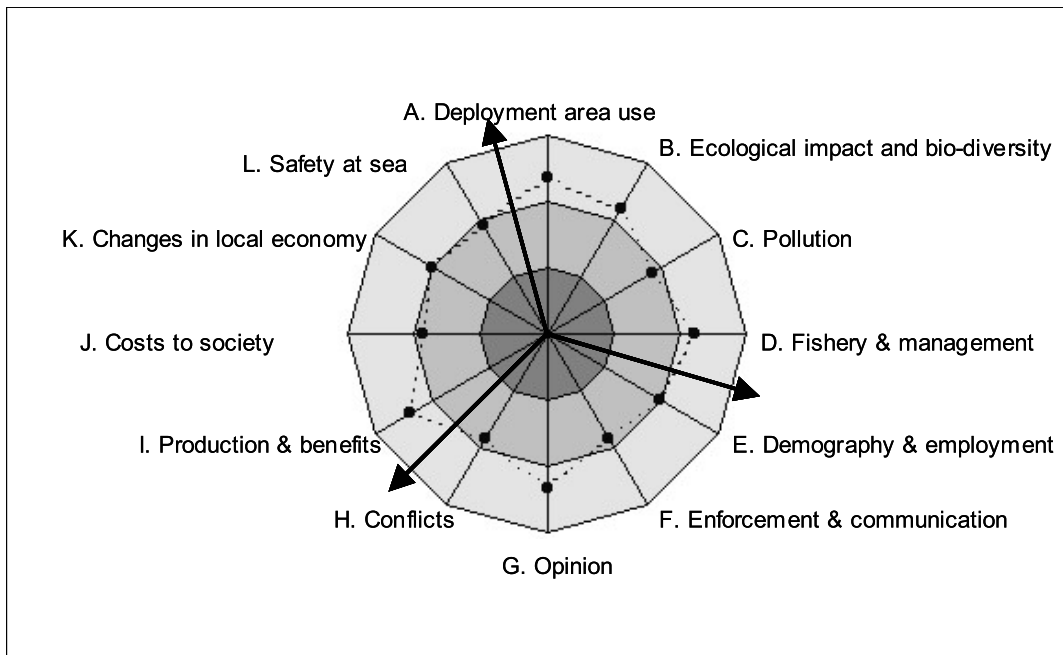 A. Deployment area use
B. Ecological impact and bio-diversity
L. Safety at sea
K. Changes in local economy
C. Pollution
J. Costs to society
D. Fishery & management
I. Production & benefits
E. Demography & employment
H. Conflicts
F. Enforcement & communication
G. Opinion